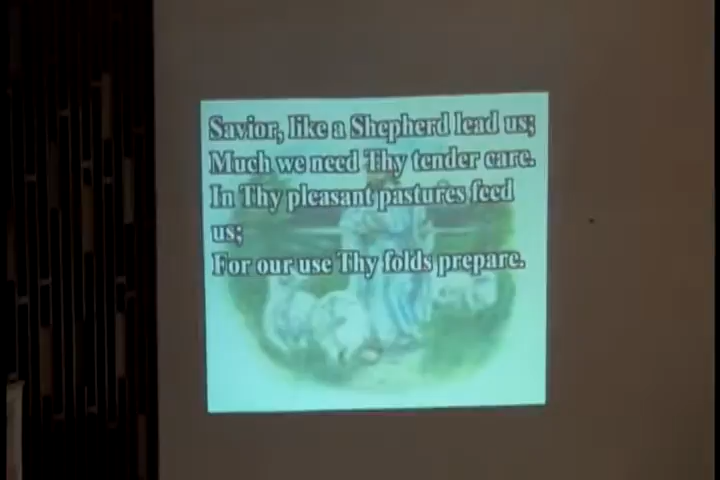 Savior, like a Shepherd lead us;
Much we need Thy tender care.
In Thy pleasant pastures feed
us;
For our use Thy folds prepare.